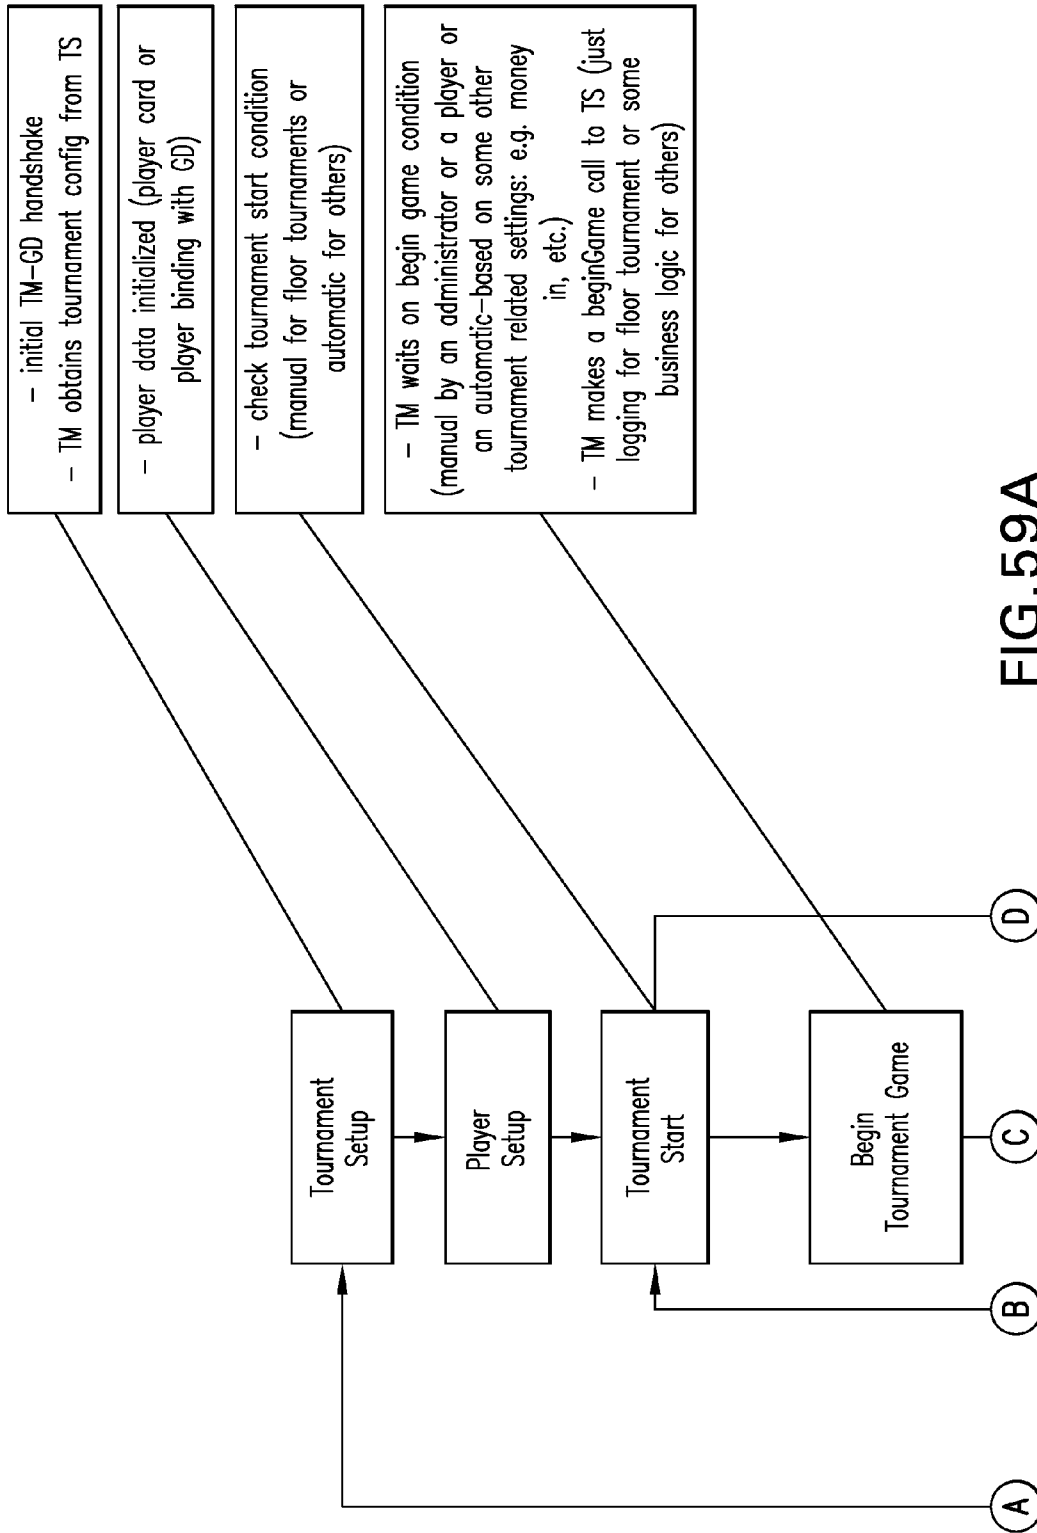 – initial TM–GD handshake
– TM obtains tournament config from TS
– player data initialized (player card or
player binding with GD)
– check tournament start condition
(manual for floor tournaments or
automatic for others)
– TM waits on begin game condition
(manual by an administrator or a player or
an automatic–based on some other
tournament related settings: e.g. money
in, etc.)
– TM makes a beginGame call to TS (just
logging for floor tournament or some
business logic for others)
Tournament
Setup
Player
Setup
Tournament
Start
Begin
Tournament Game
A
B
C
D
FIG.59A